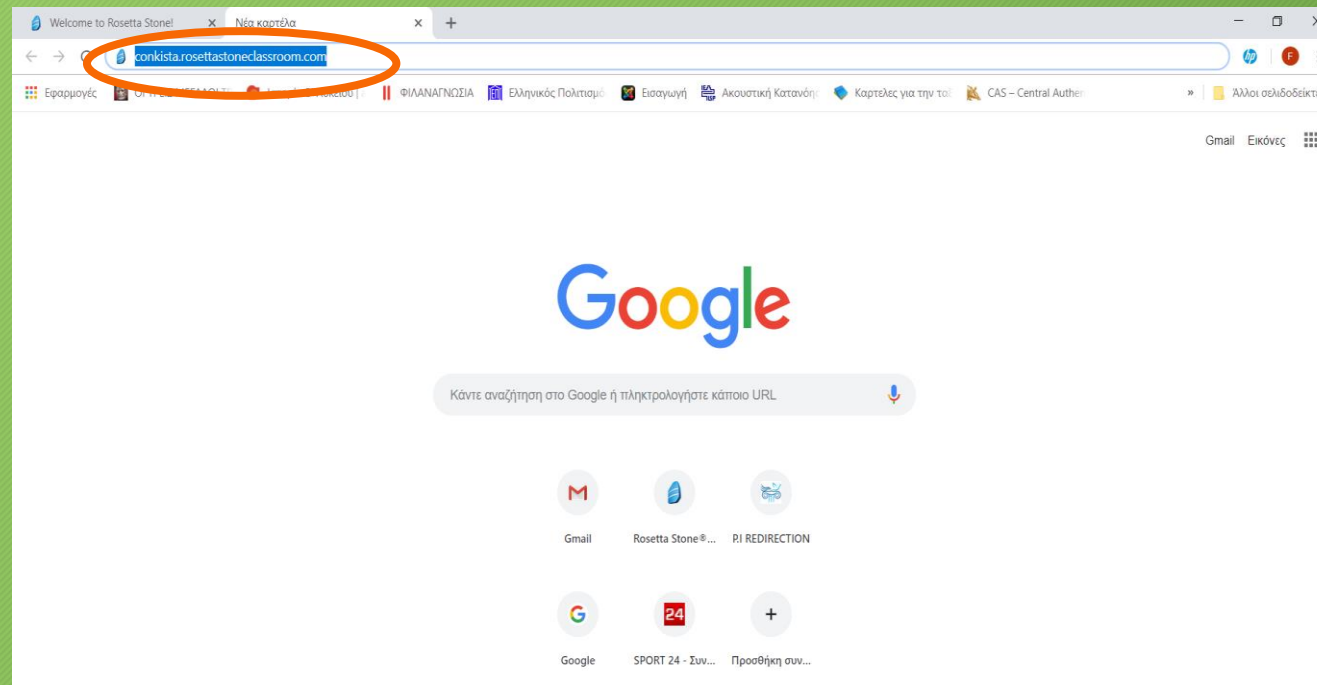 Welcome to Rosetta Stone! Νέα καρτέλα
conkista.rosettastoneclassroom.com
Εφαρμογές ΦΙΛΑΝΑΓΝΩΣΙΑ Ελληνικός Πολιτισμό Εισαγωγή Ακουστική Κατανόη Καρτελες για την το CAS – Central Authen » Άλλοι σελιδοδείκτ
Gmail Εικόνες
Google
Κάντε αναζήτηση στο Google ή πληκτρολογήστε κάποιο URL
Gmail Rosetta Stone®... P.I REDIRECTION
24
Google SPORT 24 - Συν... Προσθήκη συν...